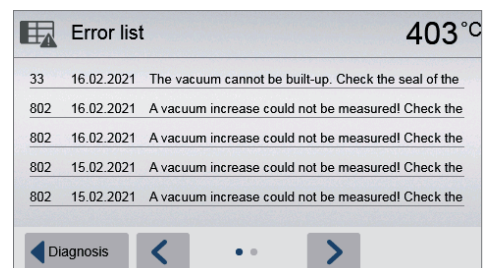 Error list
403 °C
33 16.02.2021 The vacuum cannot be built-up. Check the seal of the
802 16.02.2021 A vacuum increase could not be measured! Check the
802 16.02.2021 A vacuum increase could not be measured! Check the
802 15.02.2021 A vacuum increase could not be measured! Check the
802 15.02.2021 A vacuum increase could not be measured! Check the
Diagnosis